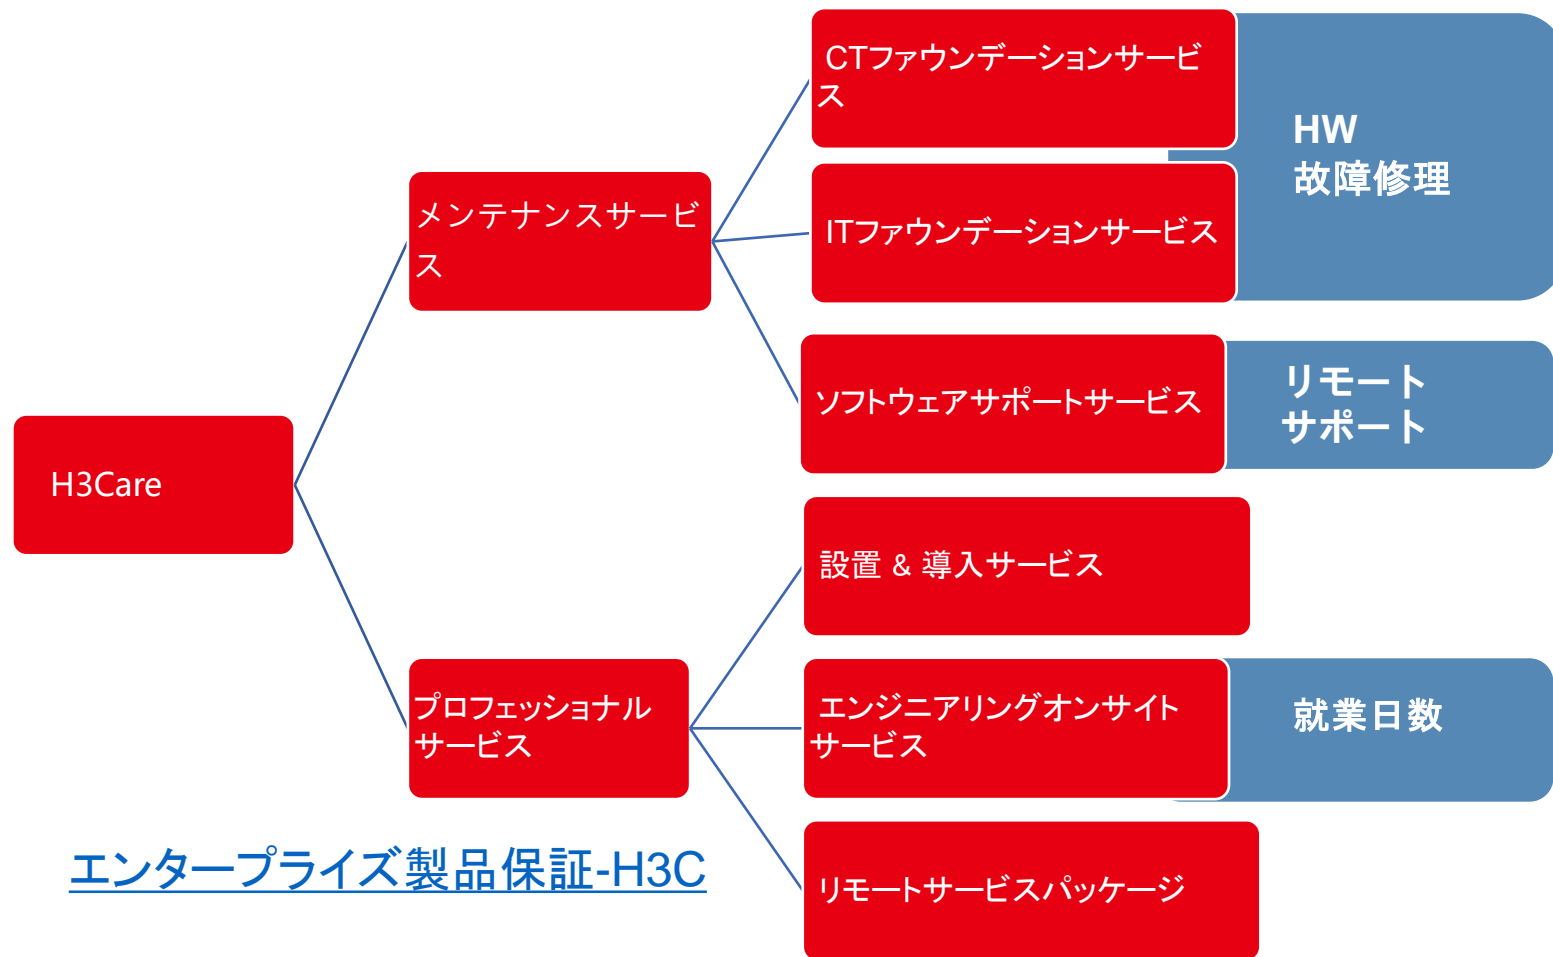 CTファウンデーションサービ
ス
HW
故障修理
メンテナンスサービ
ス
ITファウンデーションサービス
ソフトウェアサポートサービス
リモート
サポート
H3Care
設置 & 導入サービス
プロフェッショナル
サービス
エンジニアリングオンサイト
サービス
就業日数
エンタープライズ製品保証-H3C
リモートサービスパッケージ